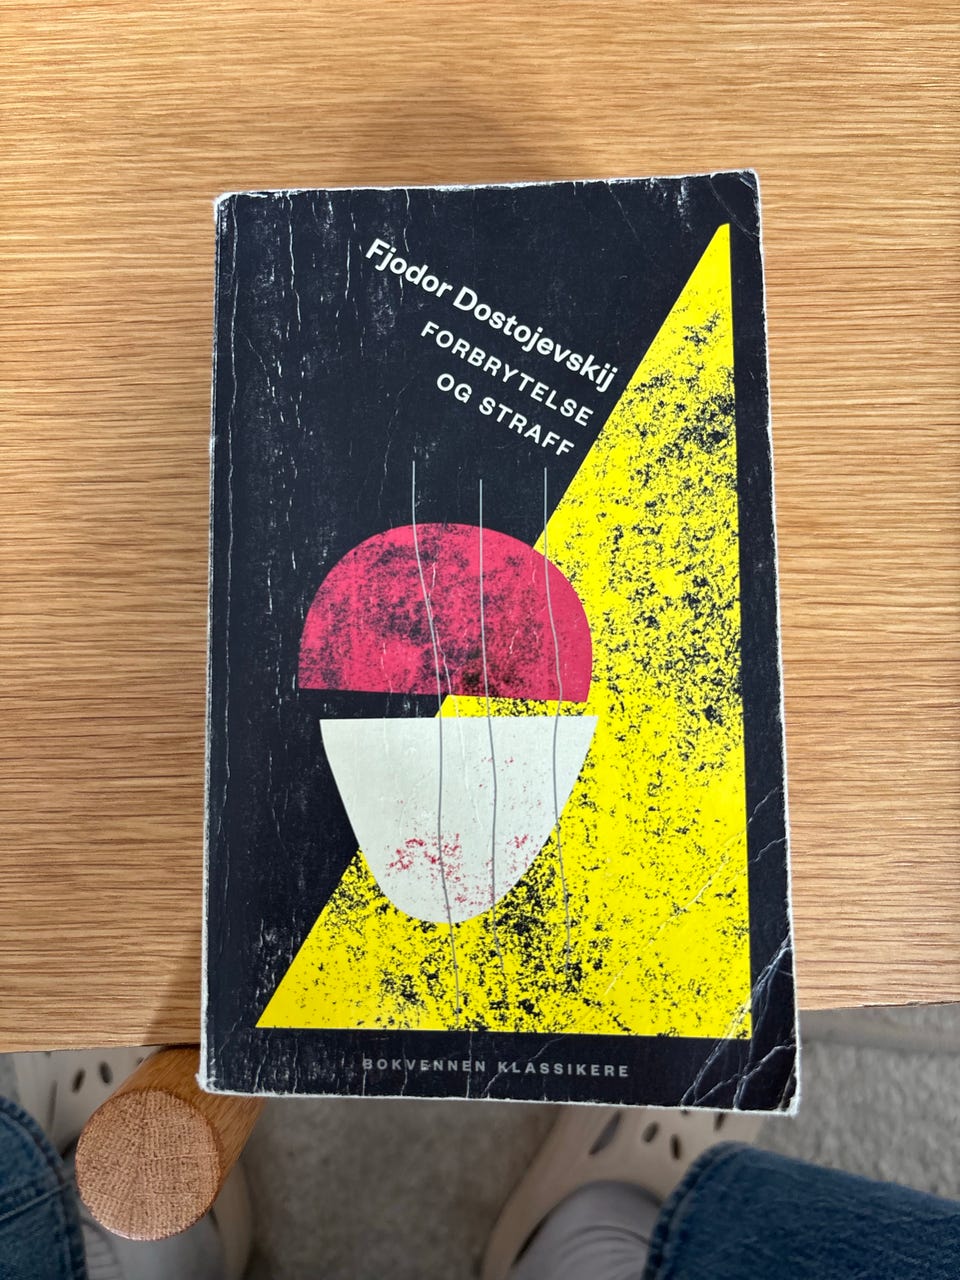 Fjodor Dostojevskij
FORBRYTELSE
OG STRAFF
BOKVENNEN KLASSIKERE